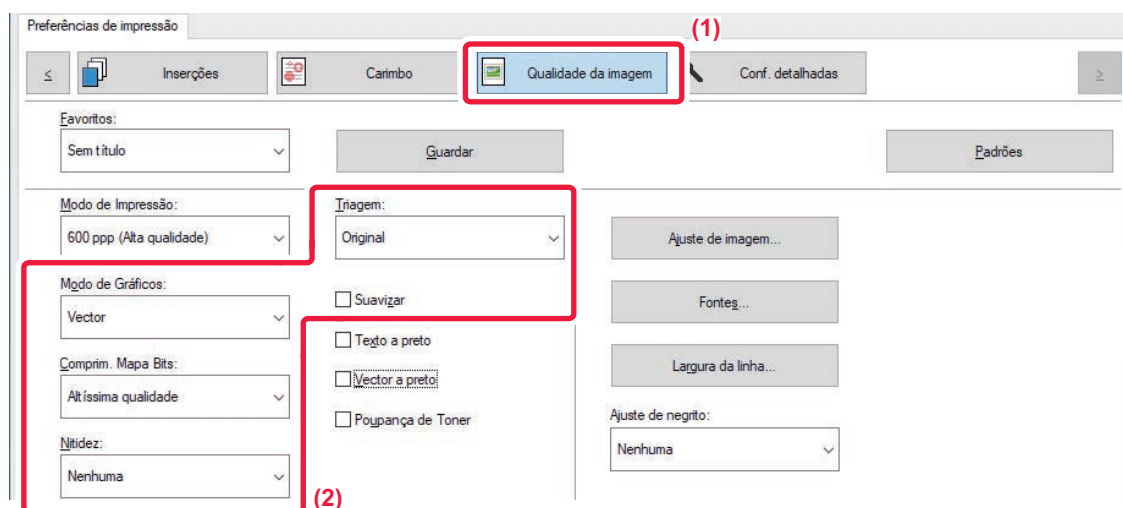 Preferências de impressão
(1)
<
Inserções
Carimbo
Qualidade da imagem
Conf. detalhadas
>
Favoritos:
Sem título
Guardar
Padrões
Modo de Impressão:
600 ppp (Alta qualidade)
Triagem:
Original
Ajuste de imagem...
Modo de Gráficos:
Vector
Suavizar
Fontes...
Texto a preto
Comprim. Mapa Bits:
Altíssima qualidade
Vector a preto
Largura da linha...
Poupança de Toner
Ajuste de negrito:
Nenhuma
Nitidez:
Nenhuma
(2)